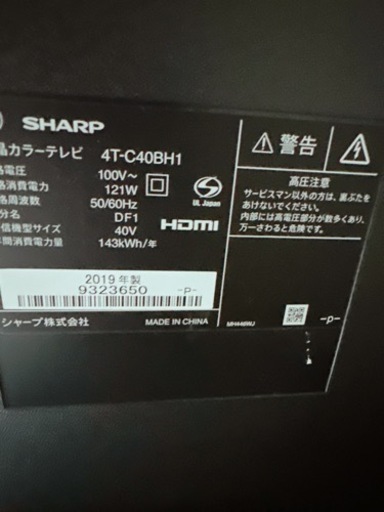 SHARP
晶カラーテレビ 4T-C40BH1
電圧 100V～
消費電力 121W
周波数 50/60Hz
分名 DF1
信機型サイズ 40V
間消費電力量 143kWh/年
UL Japan
HDMI
2019年製
9323650 -P-
シャープ株式会社 MADE IN CHINA
警告
高圧注意
サービスマン以外の方は、裏ぶたを
あけないでください。
内部には高電圧部分が数多くあり、
万一さわると危険です。
-P-